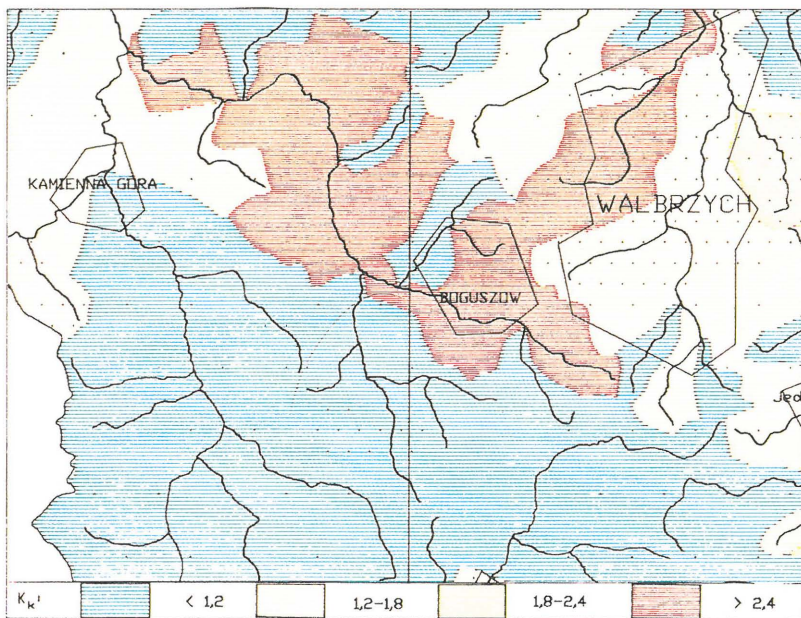 KAMIENNA GÓRA
WAŁBRZYCH
BOGUSZÓW
Jed
Kk' < 1,2 1,2-1,8 1,8-2,4 > 2,4